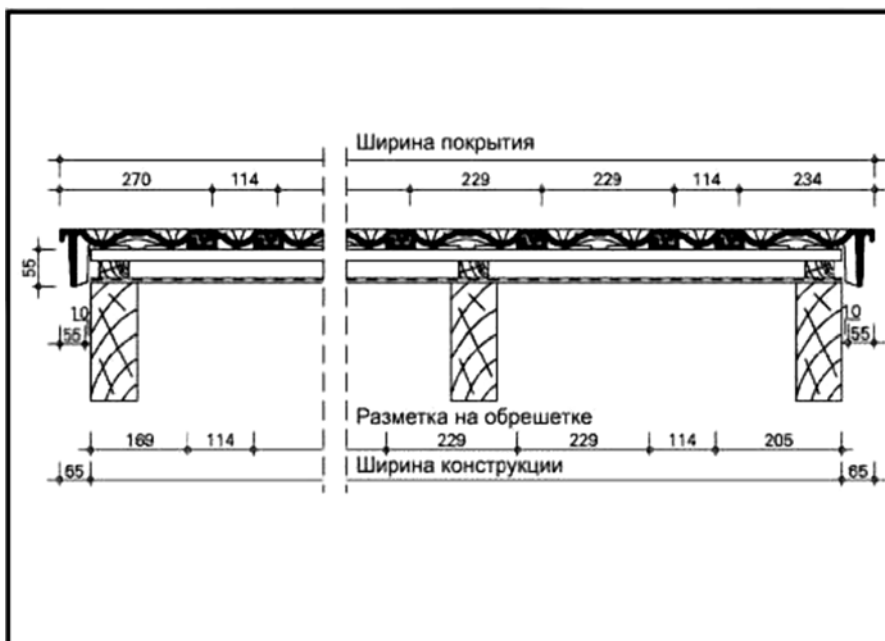 Ширина покрытия
270 114 229 229 114 234
55
10 10
55 55
Разметка на обрешетке
169 114 229 229 114 205
Ширина конструкции
65 65